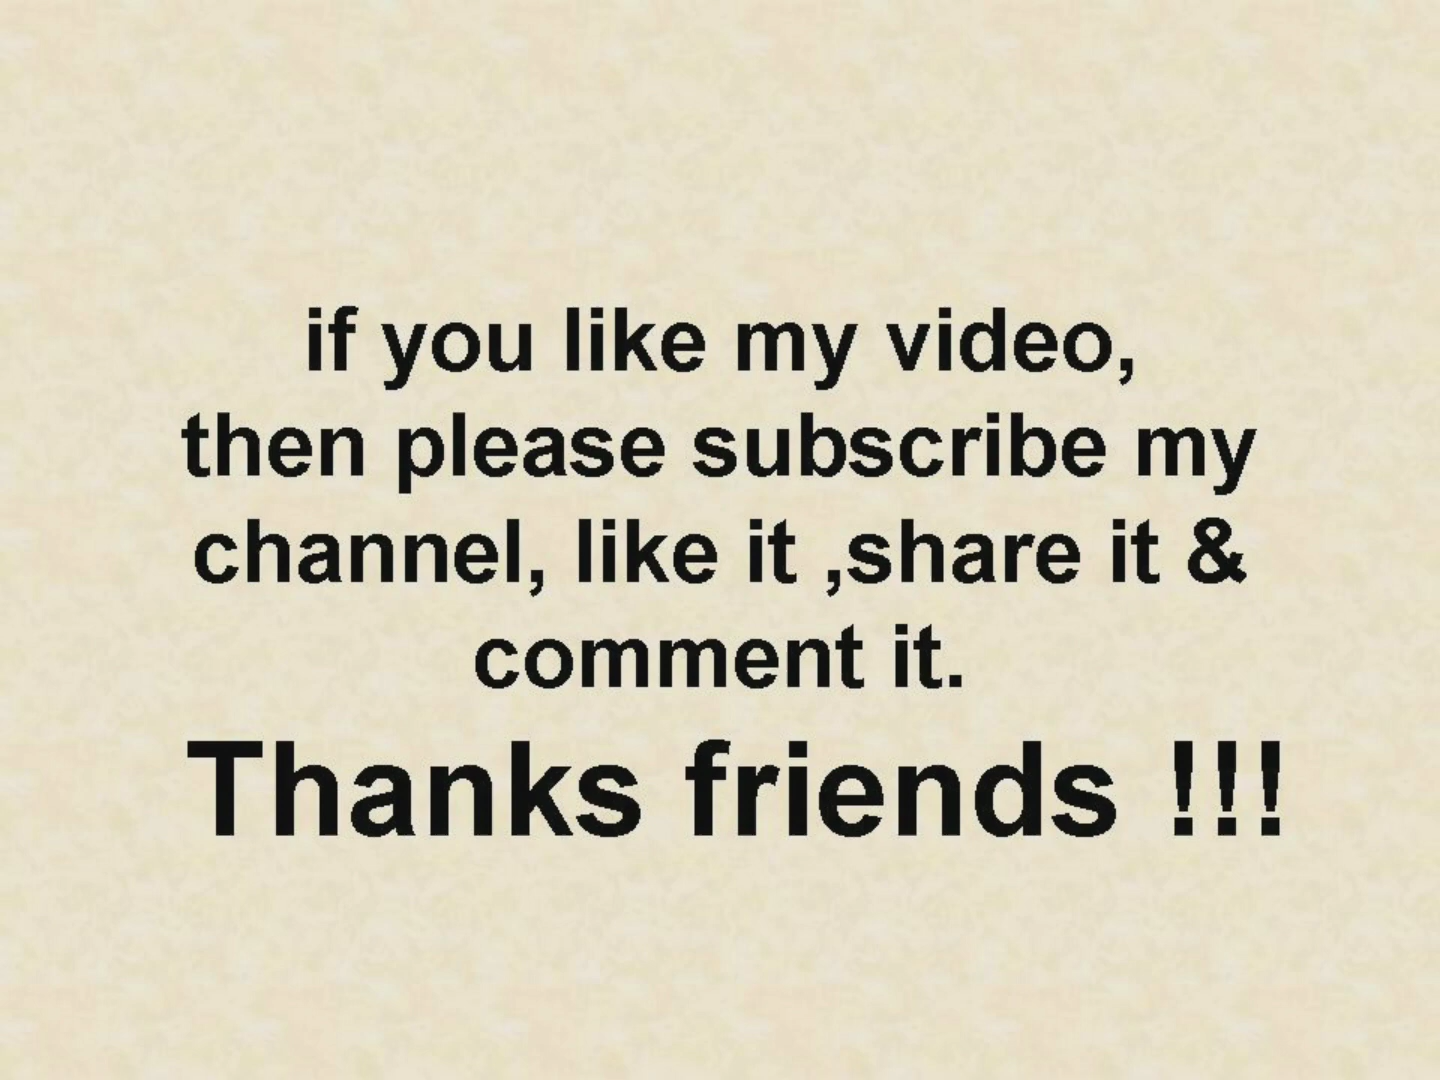 if you like my video,
then please subscribe my
channel, like it ,share it &
comment it.
Thanks friends !!!